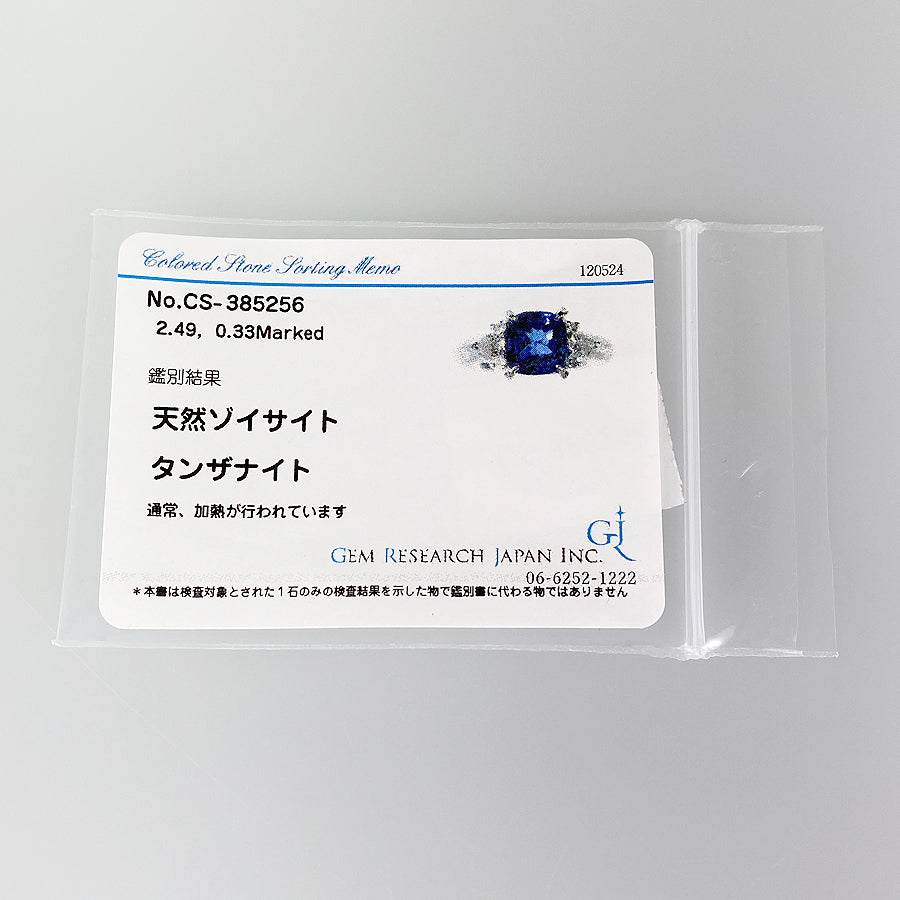 Colored Stone Sorting Memo
120524
No.CS-385256
2.49, 0.33Marked
鑑別結果
天然ゾイサイト
タンザナイト
通常、加熱が行われています
GJR
GEM RESEARCH JAPAN INC.
06-6252-1222
*本書は検査対象とされた1石のみの検査結果を示した物で鑑別書に代わる物ではありません